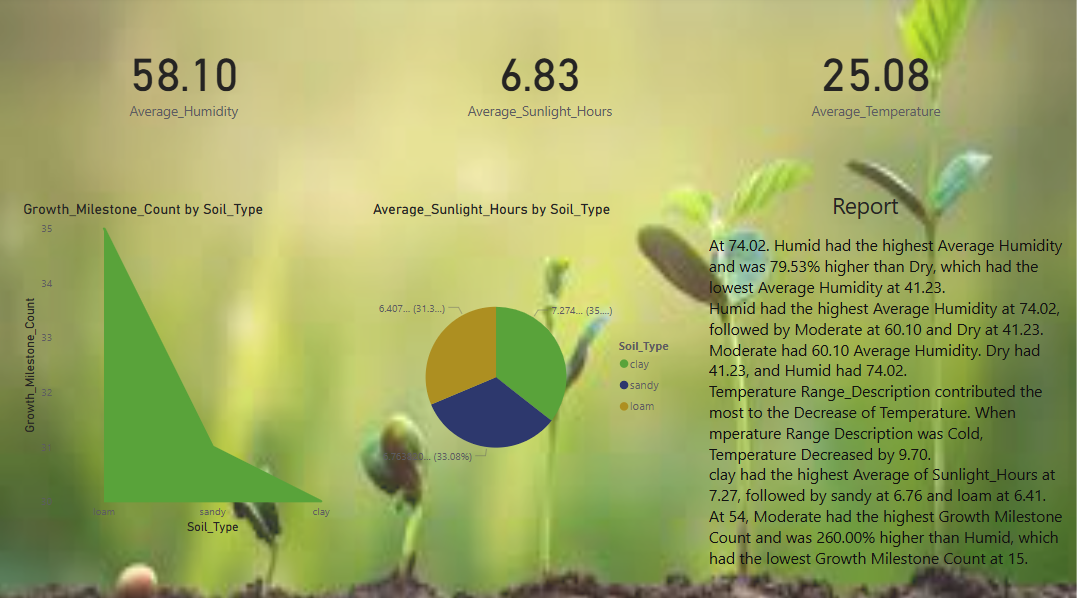 58.10
Average_Humidity
6.83
Average_Sunlight_Hours
25.08
Average_Temperature
Growth_Milestone_Count by Soil_Type
35
34
33
32
Growth_Milestone_Count
loam
sandy
clay
Soil_Type
Average_Sunlight_Hours by Soil_Type
6.407... (31.3...)
7.274... (35....)
(33.08%)
Soil_Type
clay
sandy
loam
Report
At 74.02. Humid had the highest Average Humidity
and was 79.53% higher than Dry, which had the
lowest Average Humidity at 41.23.
Humid had the highest Average Humidity at 74.02,
followed by Moderate at 60.10 and Dry at 41.23.
Moderate had 60.10 Average Humidity. Dry had
41.23, and Humid had 74.02.
Temperature Range_Description contributed the
most to the Decrease of Temperature. When
mperature Range Description was Cold,
Temperature Decreased by 9.70.
clay had the highest Average of Sunlight_Hours at
7.27, followed by sandy at 6.76 and loam at 6.41.
At 54, Moderate had the highest Growth Milestone
Count and was 260.00% higher than Humid, which
had the lowest Growth Milestone Count at 15.